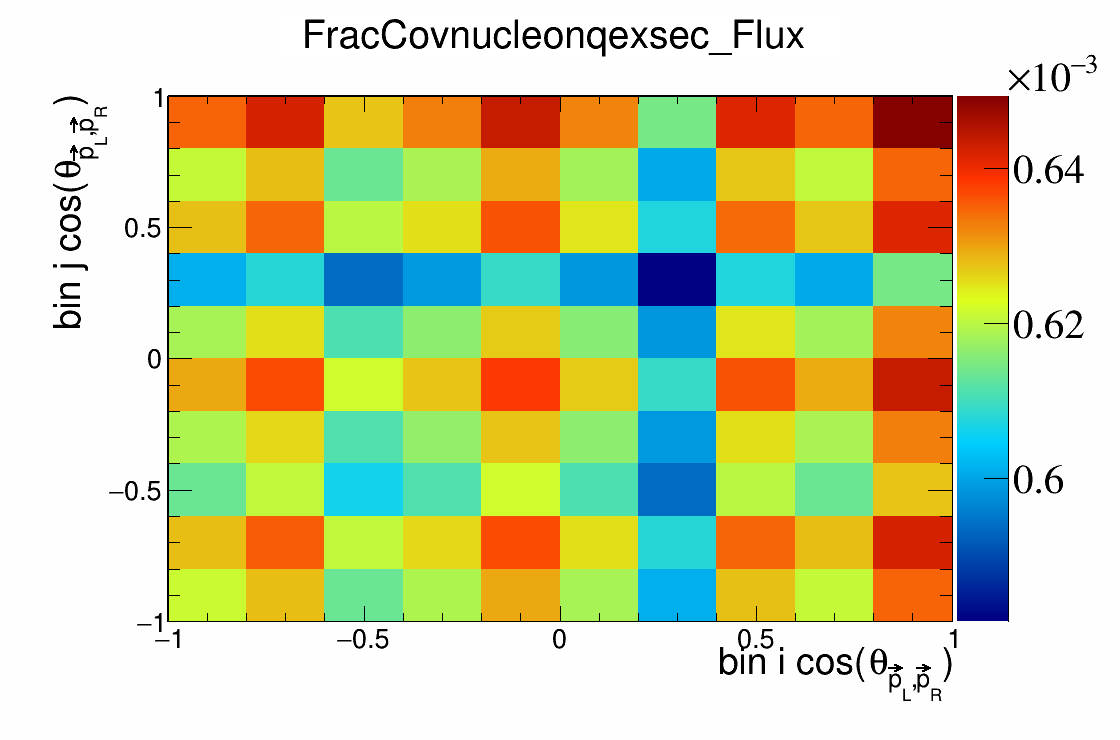 FracCovnucleonqexsec_Flux
×10⁻³
bin j cos(θ_{p⃗_L,p⃗_R})
1
0.5
0
−0.5
−1
0.64
0.62
0.6
−1 −0.5 0 0.5 1
bin i cos(θ_{p⃗_L,p⃗_R})